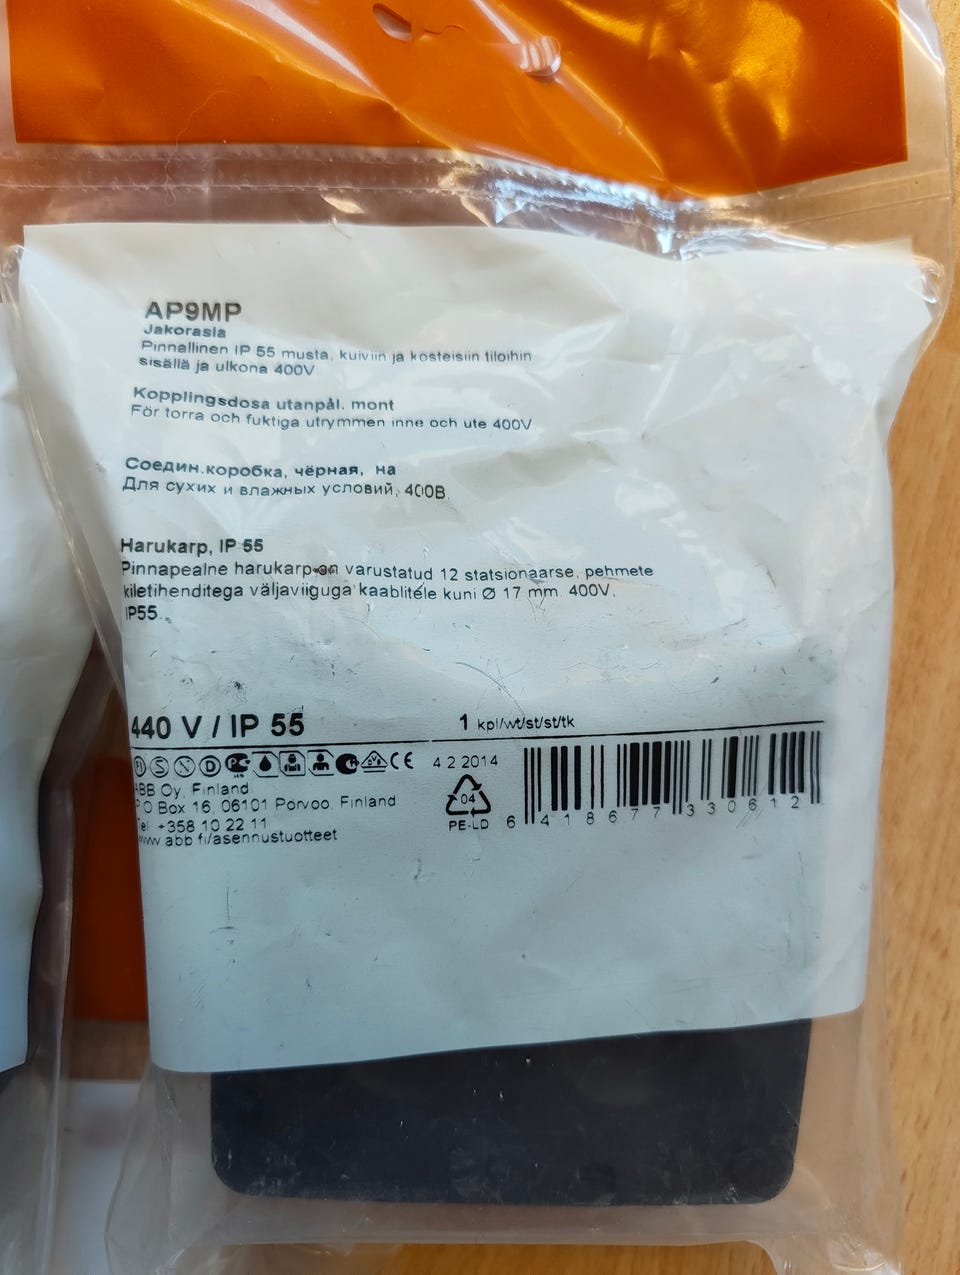 AP9MP
Jakorasia
Pinnallinen IP 55 musta, kuiviin ja kosteisiin tiloihin
sisällä ja ulkona 400V
Kopplingsdosa utanpål. mont
För torra och fuktiga utrymmen inne och ute 400V
Соедин.коробка, чёрная, на
Для сухих и влажных условий, 400В
Harukarp, IP 55
Pinnapealne harukarp on varustatud 12 statsionaarse, pehmete
kiletihenditega väljaviiguga kaablitele kuni Ø 17 mm. 400V,
IP55.
440 V / IP 55
1 kpl/wt/st/st/tk
FI S N D CE
4 2 2014
ABB Oy, Finland
P O Box 16, 06101 Porvoo, Finland
Tel +358 10 22 11
www.abb.fi/asennustuotteet
04
PE-LD
6 418677 330612